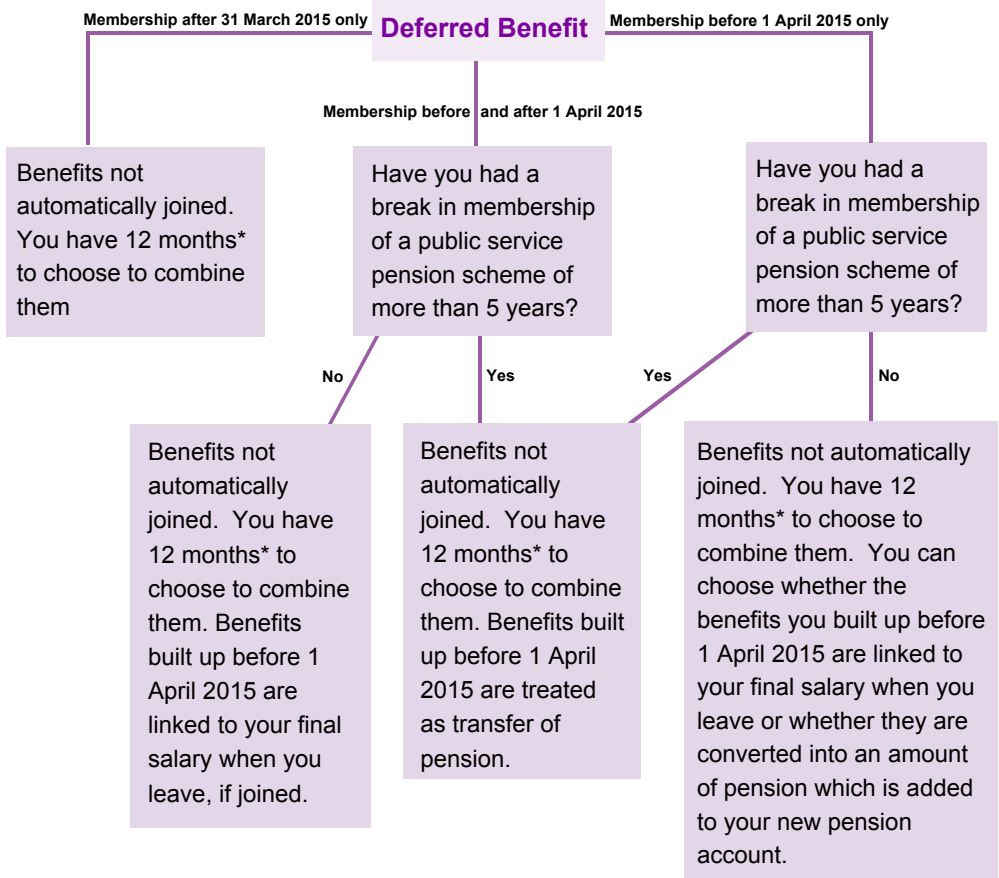 Membership after 31 March 2015 only
Deferred Benefit
Membership before 1 April 2015 only
Membership before and after 1 April 2015
Benefits not
automatically joined.
You have 12 months*
to choose to combine
them
Have you had a
break in membership
of a public service
pension scheme of
more than 5 years?
Have you had a
break in membership
of a public service
pension scheme of
more than 5 years?
No
Yes
Yes
No
Benefits not
automatically
joined. You have
12 months* to
choose to combine
them. Benefits
built up before 1
April 2015 are
linked to your final
salary when you
leave, if joined.
Benefits not
automatically
joined. You have
12 months* to
choose to combine
them. Benefits built
up before 1 April
2015 are treated
as transfer of
pension.
Benefits not automatically
joined. You have 12
months* to choose to
combine them. You can
choose whether the
benefits you built up before
1 April 2015 are linked to
your final salary when you
leave or whether they are
converted into an amount
of pension which is added
to your new pension
account.